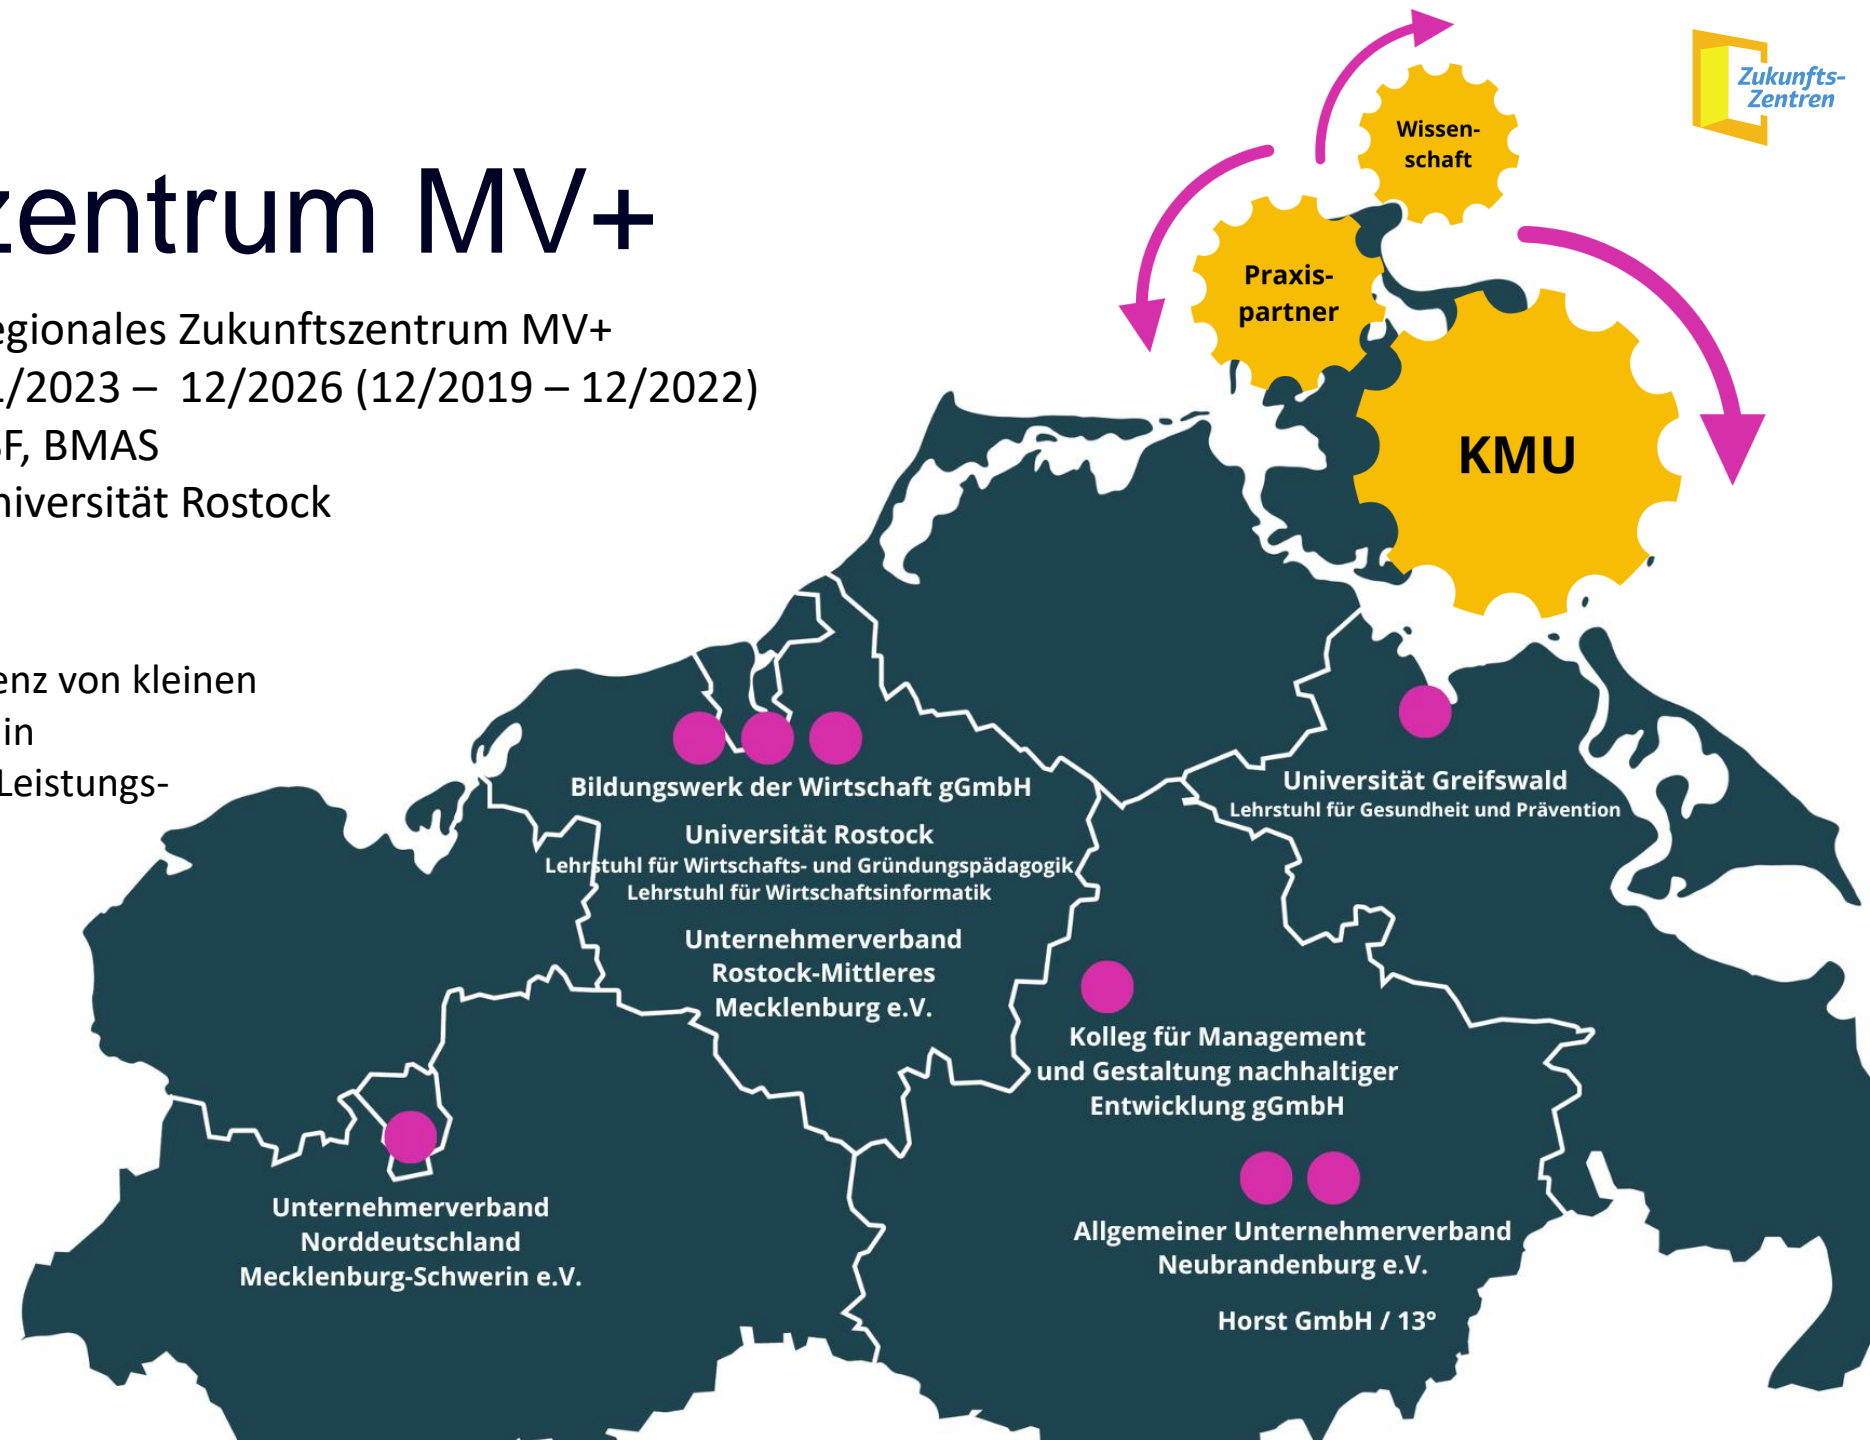 Zukunfts-
Zentren
zentrum MV+
egionales Zukunftszentrum MV+
1/2023 – 12/2026 (12/2019 – 12/2022)
SF, BMAS
niversität Rostock
enz von kleinen
in
Leistungs-
Wissen-
schaft
Praxis-
partner
KMU
Bildungswerk der Wirtschaft gGmbH
Universität Rostock
Lehrstuhl für Wirtschafts- und Gründungspädagogik
Lehrstuhl für Wirtschaftsinformatik
Unternehmerverband
Rostock-Mittleres
Mecklenburg e.V.
Universität Greifswald
Lehrstuhl für Gesundheit und Prävention
Kolleg für Management
und Gestaltung nachhaltiger
Entwicklung gGmbH
Unternehmerverband
Norddeutschland
Mecklenburg-Schwerin e.V.
Allgemeiner Unternehmerverband
Neubrandenburg e.V.
Horst GmbH / 13°